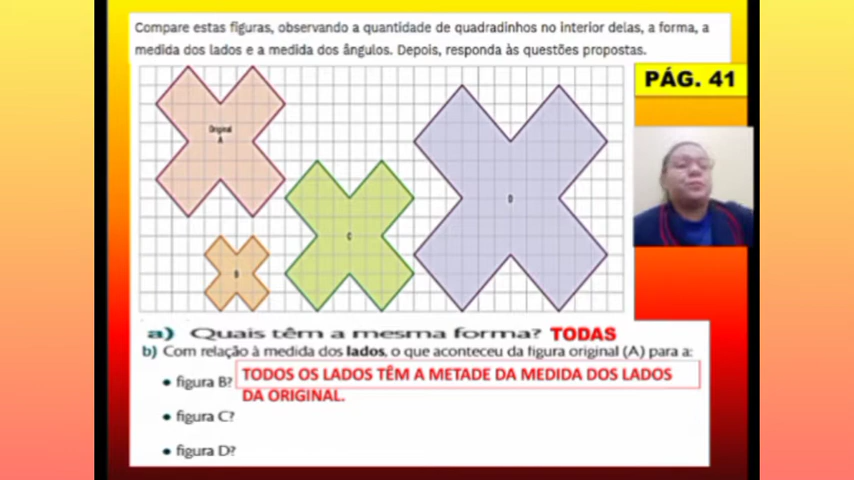 Compare estas figuras, observando a quantidade de quadradinhos no interior delas, a forma, a
medida dos lados e a medida dos ângulos. Depois, responda às questões propostas.
PÁG. 41
Original
A
D
C
B
a) Quais têm a mesma forma? TODAS
b) Com relação à medida dos lados, o que aconteceu da figura original (A) para a:
• figura B? TODOS OS LADOS TÊM A METADE DA MEDIDA DOS LADOS
DA ORIGINAL.
• figura C?
• figura D?